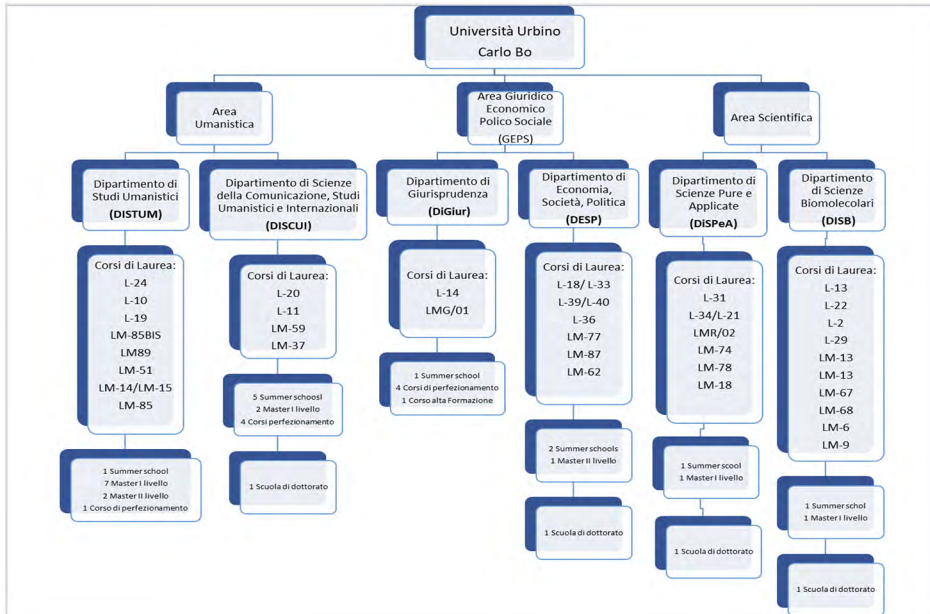 Università Urbino
Carlo Bo
Area
Umanistica
Area Giuridico
Economico
Polico Sociale
(GEPS)
Area Scientifica
Dipartimento di
Studi Umanistici
(DISTUM)
Dipartimento di Scienze
della Comunicazione, Studi
Umanistici e Internazionali
(DISCUI)
Dipartimento di
Giurisprudenza
(DiGiur)
Dipartimento di
Economia,
Società, Politica
(DESP)
Dipartimento di
Scienze Pure e
Applicate
(DiSPeA)
Dipartimento
di Scienze
Biomolecolari
(DISB)
Corsi di Laurea:
L-24
L-10
L-19
LM-85BIS
LM89
LM-51
LM-14/LM-15
LM-85
Corsi di Laurea:
L-20
L-11
LM-59
LM-37
Corsi di Laurea:
L-14
LMG/01
Corsi di Laurea:
L-18/ L-33
L-39/L-40
L-36
LM-77
LM-87
LM-62
Corsi di Laurea:
L-31
L-34/L-21
LMR/02
LM-74
LM-78
LM-18
Corsi di Laurea:
L-13
L-22
L-2
L-29
LM-13
LM-13
LM-67
LM-68
LM-6
LM-9
1 Summer school
7 Master I livello
2 Master II livello
1 Corso di perfezionamento
5 Summer schoosl
2 Master I livello
4 Corsi perfezionamento
1 Scuola di dottorato
1 Summer school
4 Corsi di perfezionamento
1 Corso alta Formazione
2 Summer schools
1 Master II livello
1 Scuola di dottorato
1 Summer scool
1 Master I livello
1 Scuola di dottorato
1 Summer schol
1 Master I livello
1 Scuola di dottorato